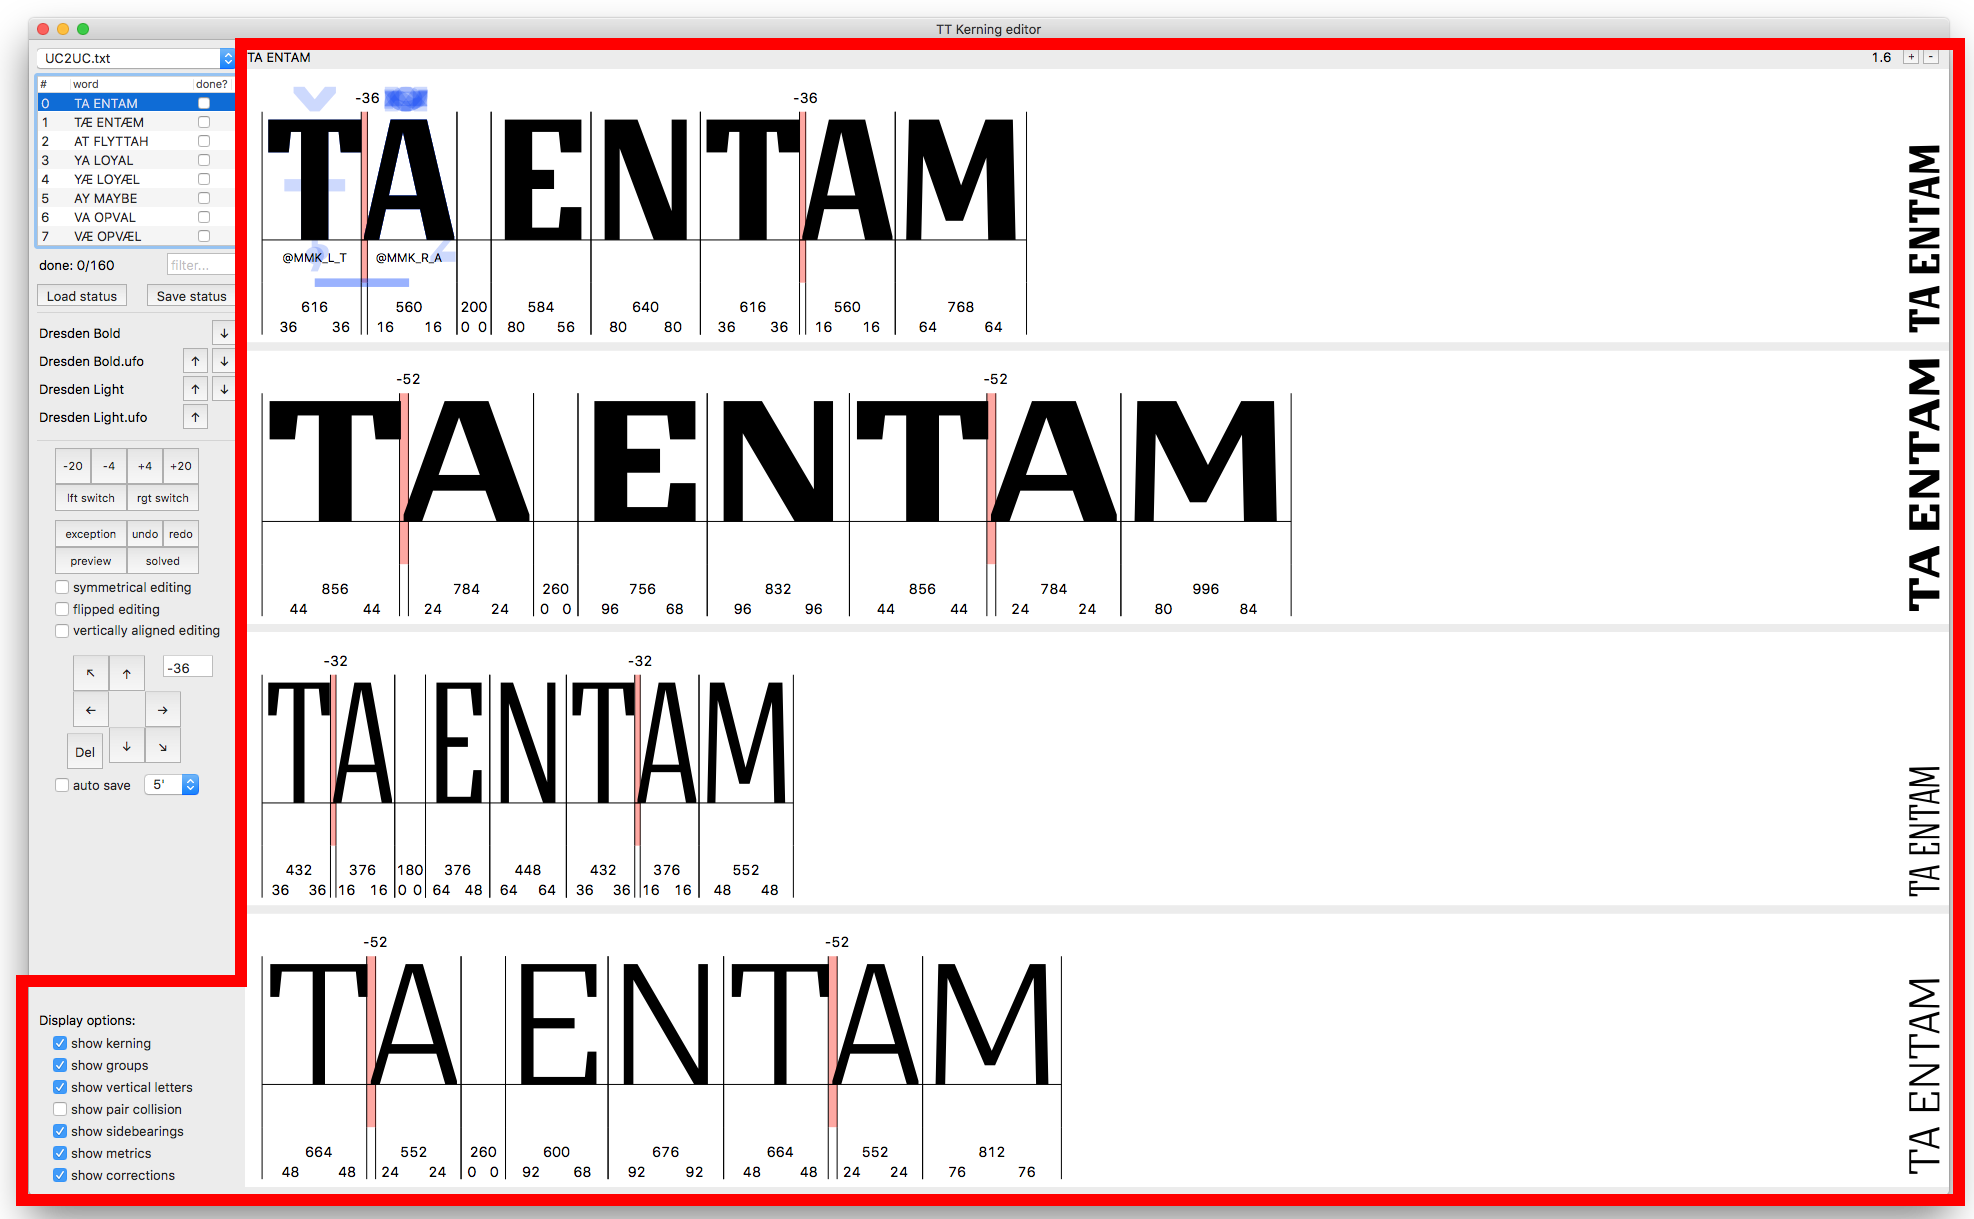 TT Kerning editor
UC2UC.txt
# word done?
0 TA ENTAM
1 TÆ ENTÆM
2 AT FLYTTAH
3 YA LOYAL
4 YÆ LOYÆL
5 AY MAYBE
6 VA OPVAL
7 VÆ OPVÆL
done: 0/160 filter...
Load status Save status
Dresden Bold ↓
Dresden Bold.ufo ↑ ↓
Dresden Light ↑ ↓
Dresden Light.ufo ↑
-20 -4 +4 +20
lft switch rgt switch
exception undo redo
preview solved
symmetrical editing
flipped editing
vertically aligned editing
↖ ↑ -36
← →
Del ↓ ↘
auto save 5'
Display options:
show kerning
show groups
show vertical letters
show pair collision
show sidebearings
show metrics
show corrections
TA ENTAM 1.6 + -
-36 -36
TA ENTAM
@MMK_L_T @MMK_R_A
616 560 200 584 640 616 560 768
36 36 16 16 0 0 80 56 80 80 36 36 16 16 64 64
TA ENTAM
-52 -52
TA ENTAM
856 784 260 756 832 856 784 996
44 44 24 24 0 0 96 68 96 96 44 44 24 24 80 84
TA ENTAM
-32 -32
TA ENTAM
432 376 180 376 448 432 376 552
36 36 16 16 0 0 64 48 64 64 36 36 16 16 48 48
TA ENTAM
-52 -52
TA ENTAM
664 552 260 600 676 664 552 812
48 48 24 24 0 0 92 68 92 92 48 48 24 24 76 76
TA ENTAM